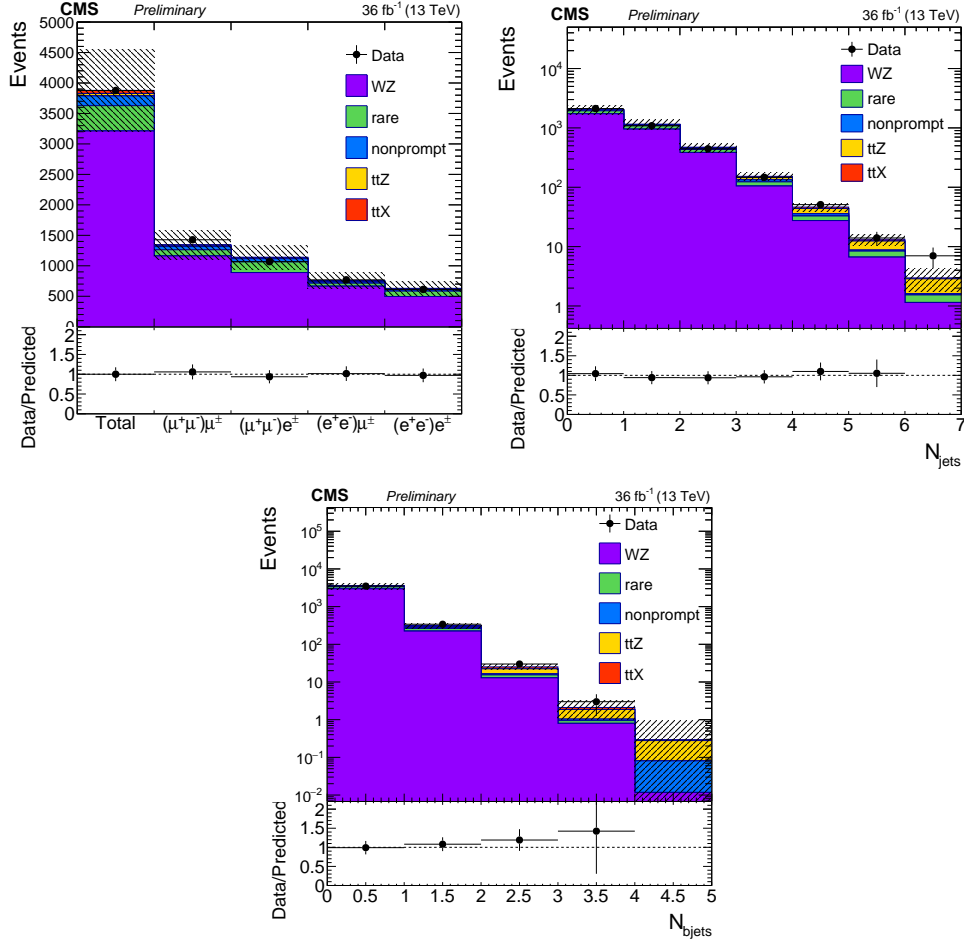 CMS Preliminary 36 fb⁻¹ (13 TeV)
Events
5000
4500
4000
3500
3000
2500
2000
1500
1000
500
0
Data
WZ
rare
nonprompt
ttZ
ttX
Data/Predicted
2
1.5
1
0.5
0
Total (μ⁺μ⁻)μ± (μ⁺μ⁻)e± (e⁺e⁻)μ± (e⁺e⁻)e±
CMS Preliminary 36 fb⁻¹ (13 TeV)
Events
10⁴
10³
10²
10
1
Data
WZ
rare
nonprompt
ttZ
ttX
Data/Predicted
2
1.5
1
0.5
0
0 1 2 3 4 5 6 7
N_jets
CMS Preliminary 36 fb⁻¹ (13 TeV)
Events
10⁵
10⁴
10³
10²
10
1
10⁻¹
10⁻²
Data
WZ
rare
nonprompt
ttZ
ttX
Data/Predicted
2
1.5
1
0.5
0
0 0.5 1 1.5 2 2.5 3 3.5 4 4.5 5
N_bjets